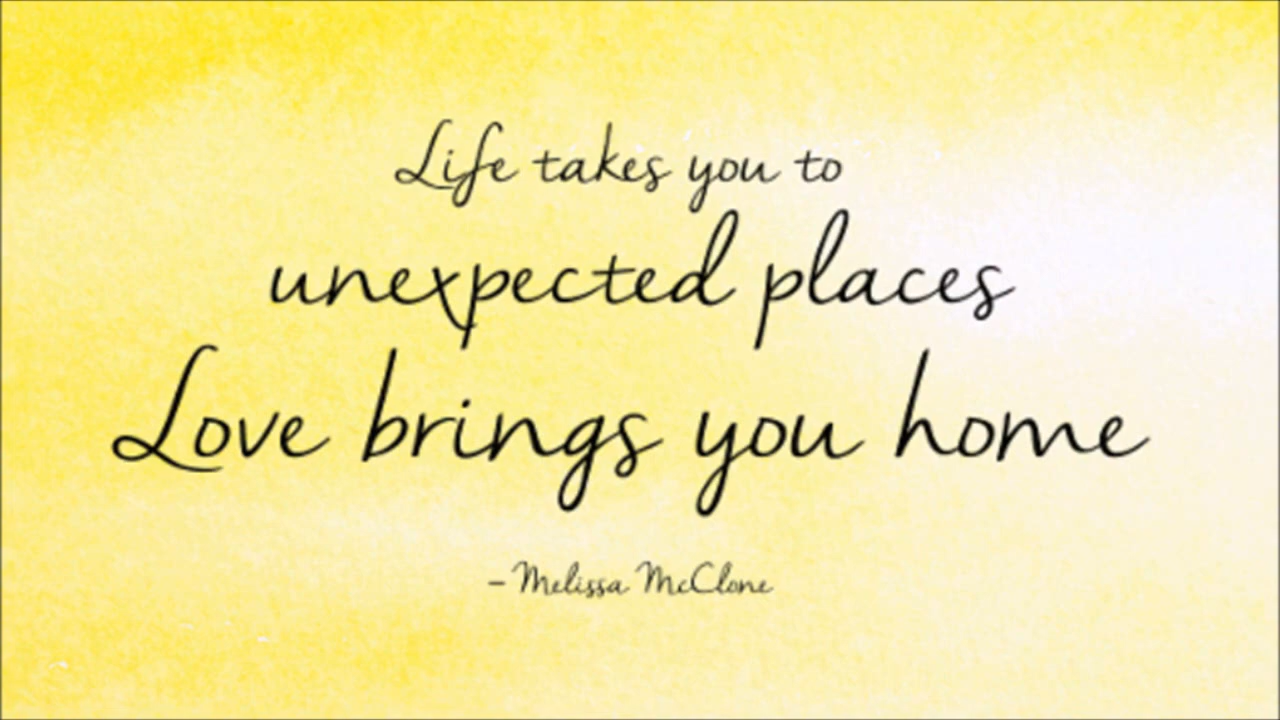 Life takes you to
unexpected places
Love brings you home
– Melissa McClone